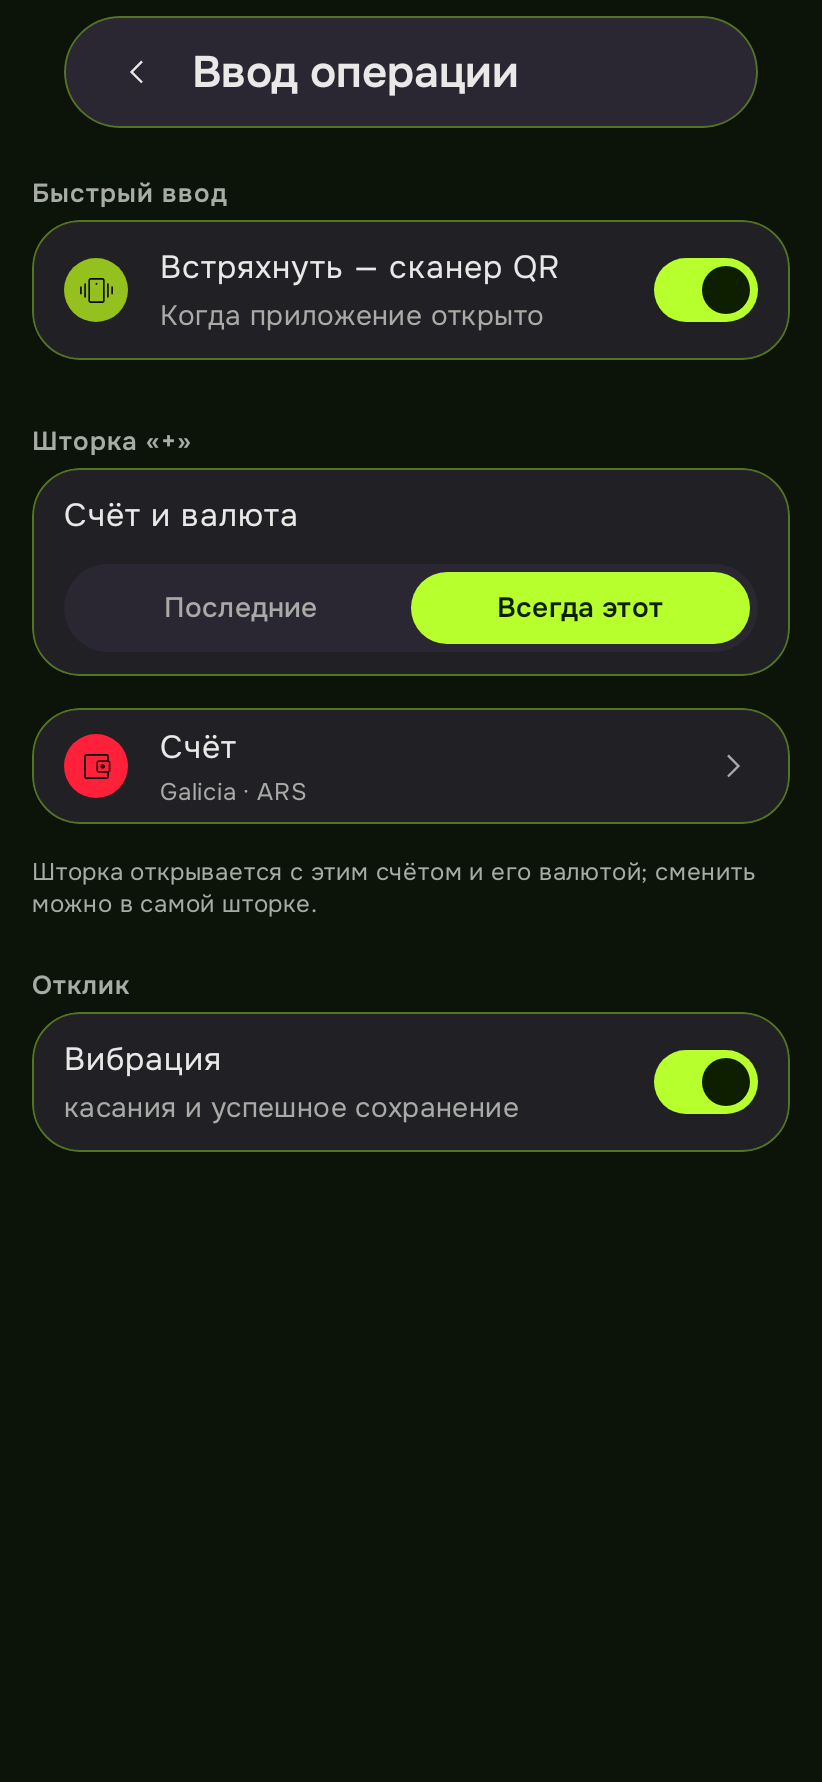 Ввод операции
Быстрый ввод
Встряхнуть — сканер QR
Когда приложение открыто
Шторка «+»
Счёт и валюта
Последние
Всегда этот
Счёт
Galicia · ARS
Шторка открывается с этим счётом и его валютой; сменить
можно в самой шторке.
Отклик
Вибрация
касания и успешное сохранение